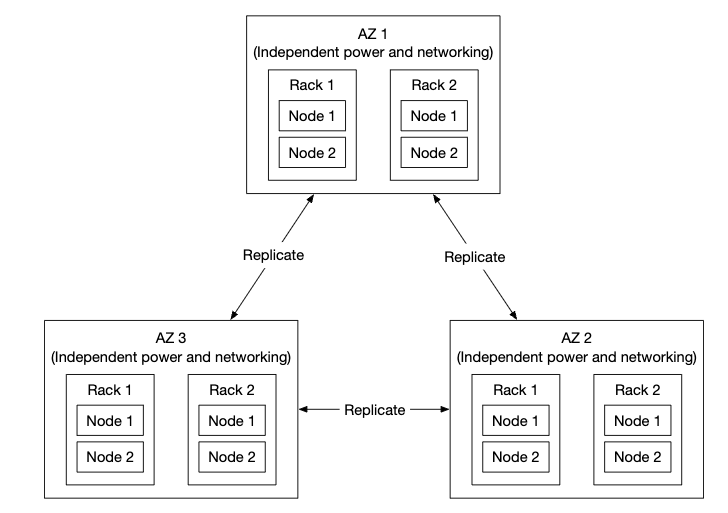 AZ 1
(Independent power and networking)
Rack 1
Node 1
Node 2
Rack 2
Node 1
Node 2
Replicate
Replicate
AZ 3
(Independent power and networking)
Rack 1
Node 1
Node 2
Rack 2
Node 1
Node 2
Replicate
AZ 2
(Independent power and networking)
Rack 1
Node 1
Node 2
Rack 2
Node 1
Node 2